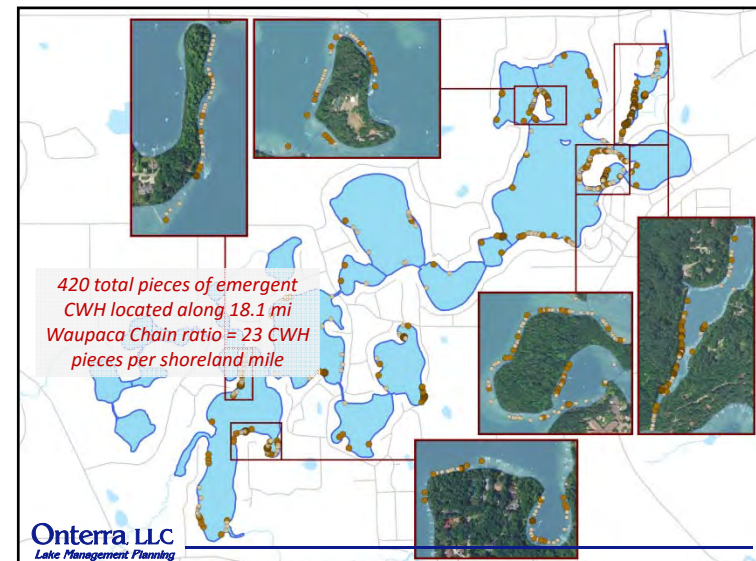 420 total pieces of emergent
CWH located along 18.1 mi
Waupaca Chain ratio = 23 CWH
pieces per shoreland mile
Onterra, LLC
Lake Management Planning